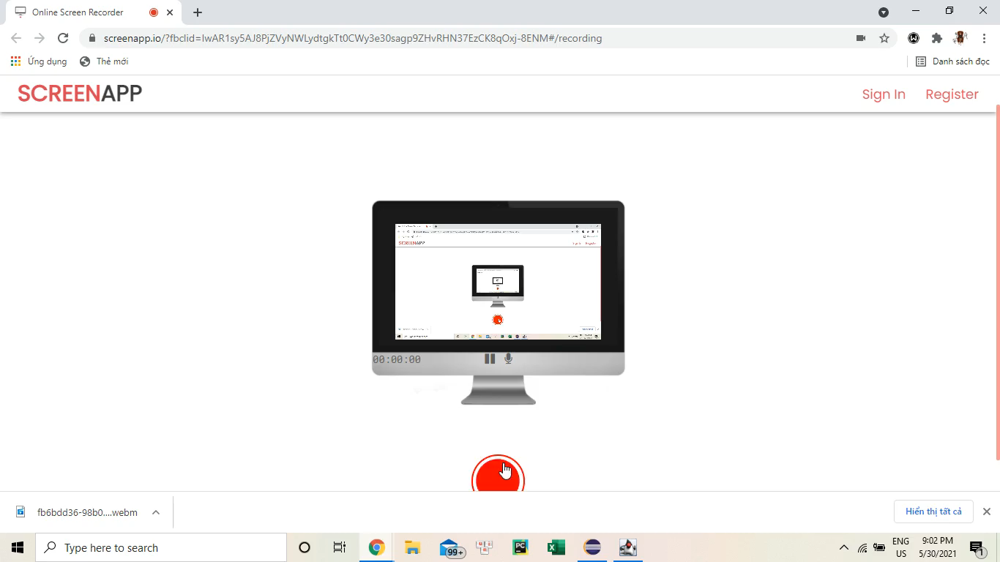 Online Screen Recorder
screenapp.io/?fbclid=IwAR1sy5AJ8PjZVyNWLydtgkTt0CWy3e30sagp9ZHvRHN37EzCK8qOxj-8ENM#/recording
Ứng dụng Thẻ mới Danh sách đọc
SCREENAPP Sign In Register
SCREENAPP
00:00:00
fb6bdd36-98b0....webm Hiển thị tất cả
Type here to search 99+ PC ENG 9:02 PM
US 5/30/2021 1